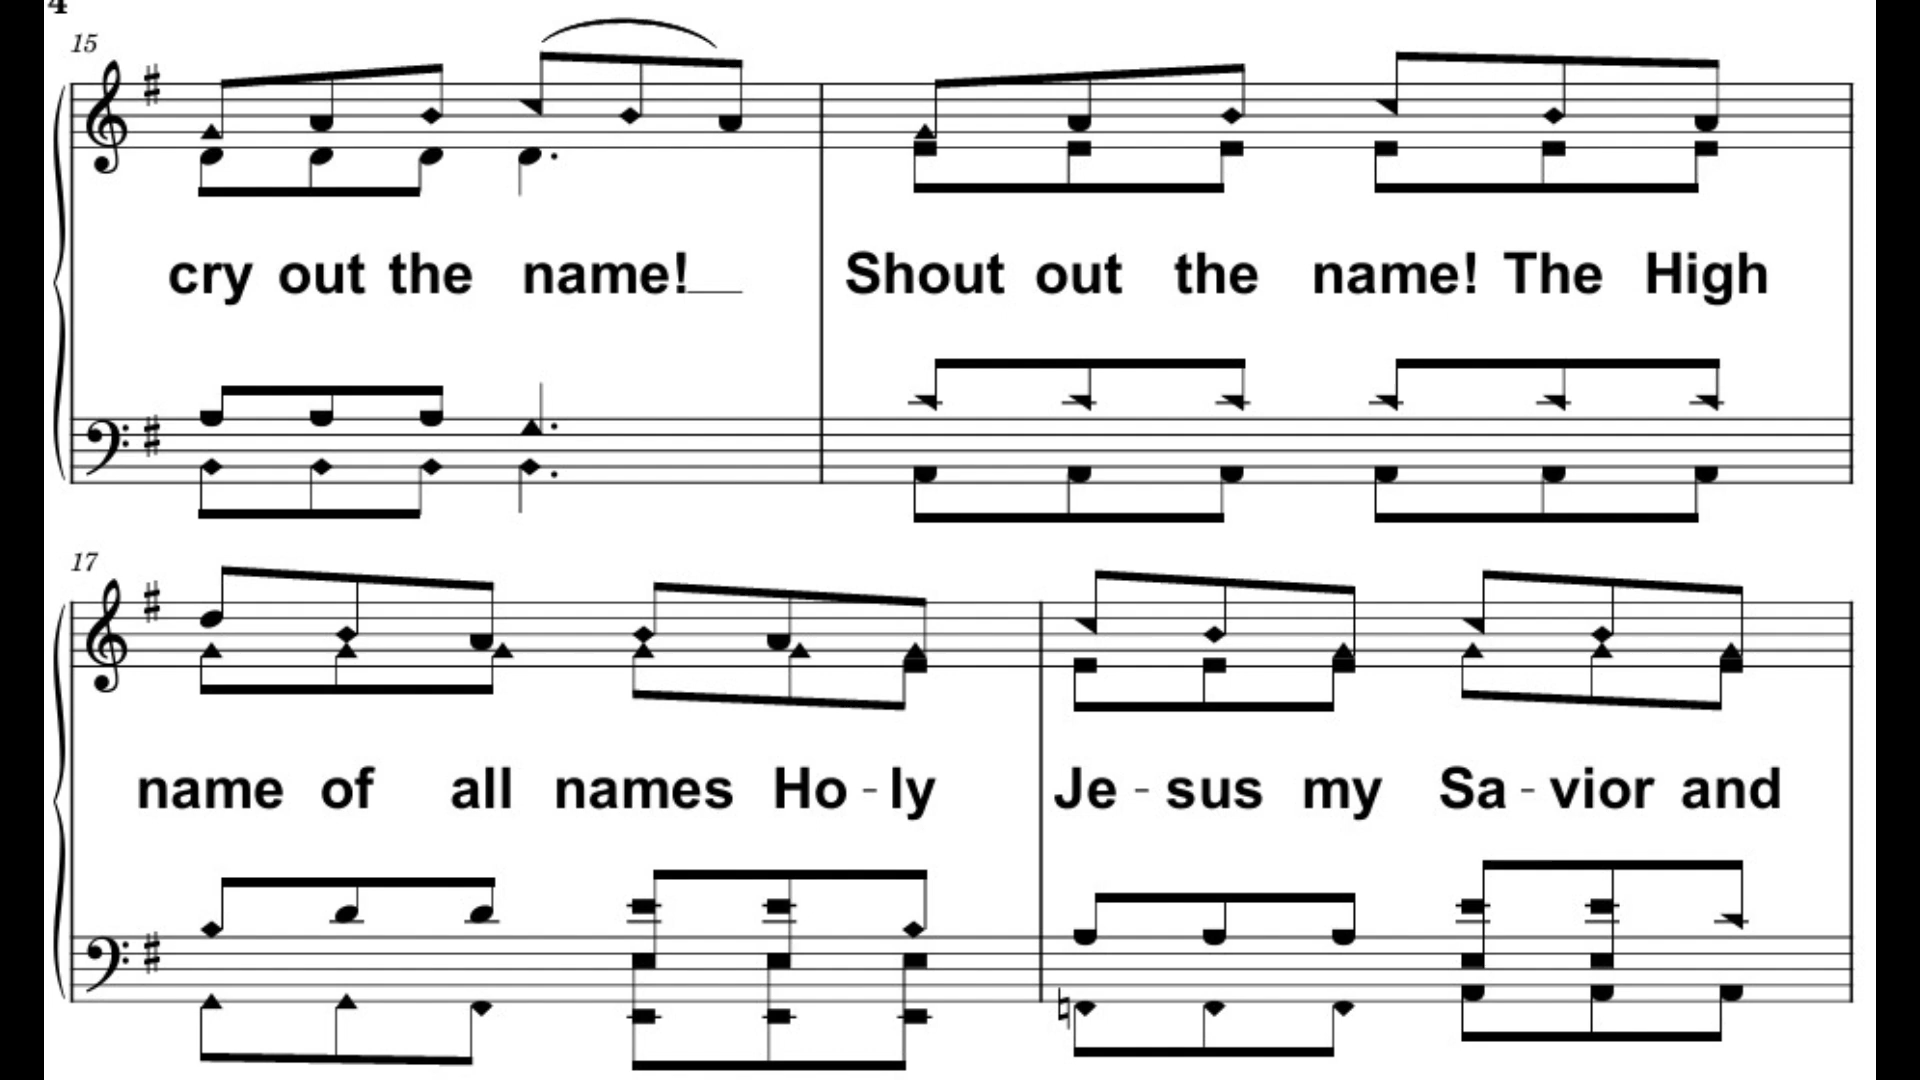 4
15
cry out the name!__ Shout out the name! The High
17
name of all names Ho - ly Je - sus my Sa - vior and